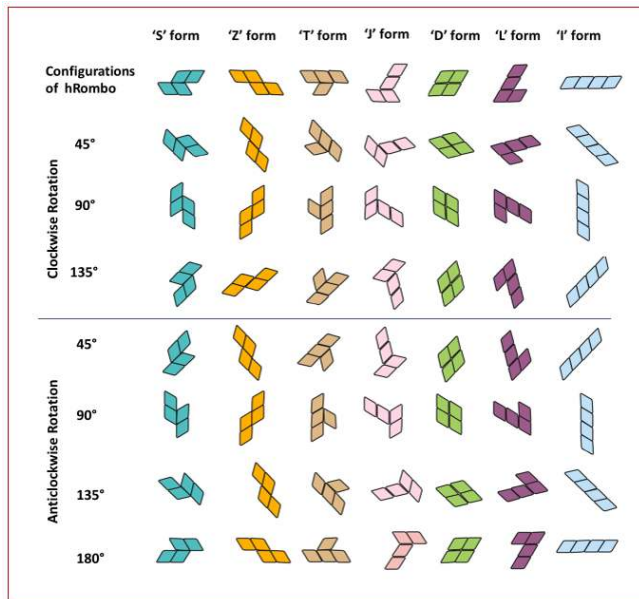 ‘S’ form ‘Z’ form ‘T’ form ‘J’ form ‘D’ form ‘L’ form ‘I’ form
Configurations
of hRombo
Clockwise Rotation
45°
90°
135°
Anticlockwise Rotation
45°
90°
135°
180°